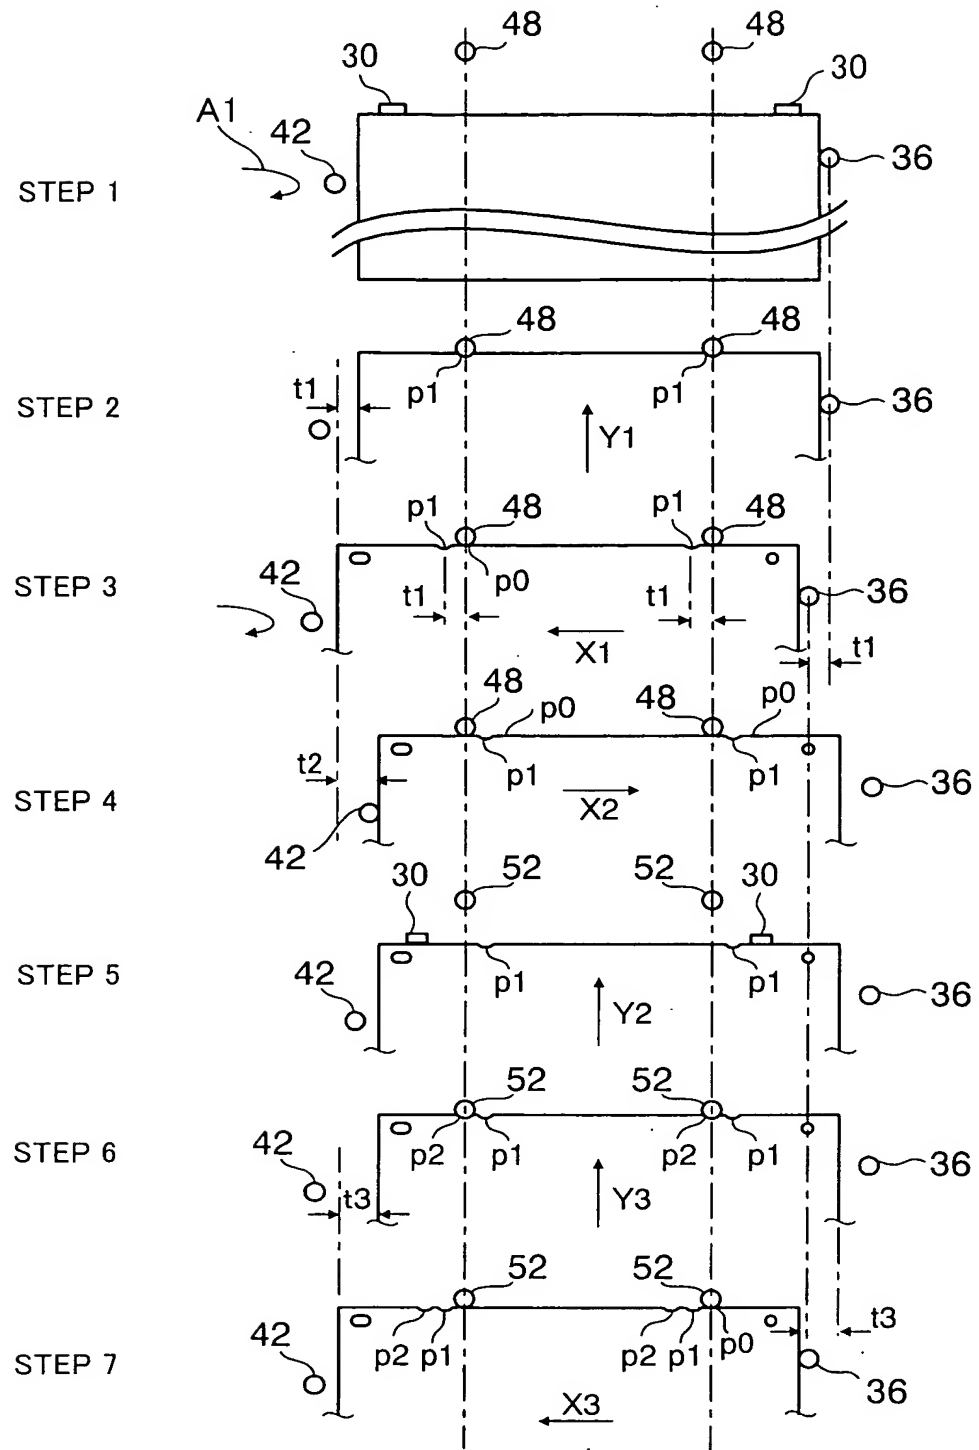 48 48
30 30
A1 42 36
STEP 1
48 48
t1 p1 p1
STEP 2 36
Y1
p1 48 p1 48
42 p0 36
STEP 3
t1 t1
X1 t1
48 p0 48 p0
t2 p1 p1 36
STEP 4 X2
42
30 52 52 30
STEP 5 42 p1 p1 36
Y2
52 52
STEP 6 42 p2 p1 p2 p1 36
t3 Y3
52 52
42 t3
STEP 7 p2 p1 p2 p1 p0
36
X3